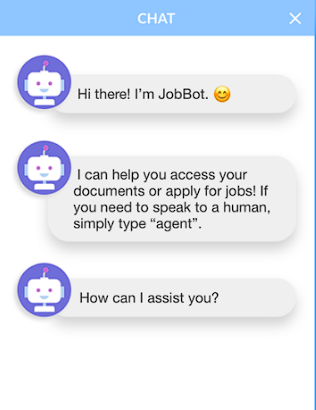 CHAT
Hi there! I'm JobBot. 😊
I can help you access your
documents or apply for jobs! If
you need to speak to a human,
simply type “agent”.
How can I assist you?